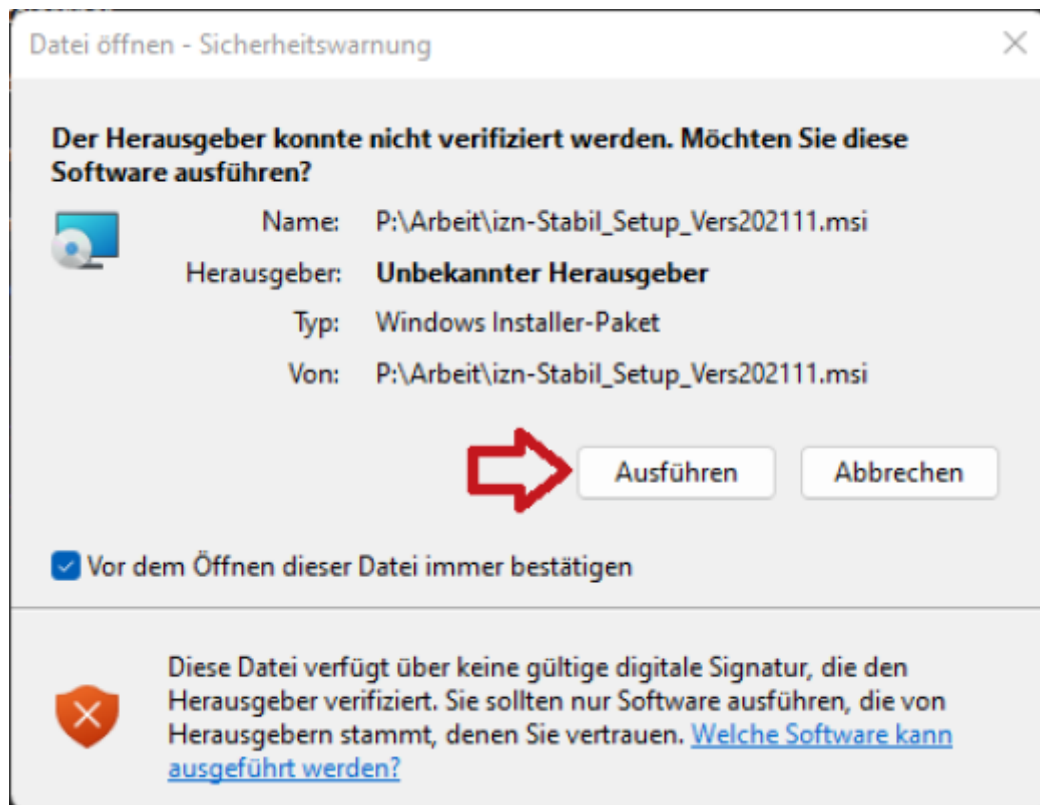 Datei öffnen - Sicherheitswarnung
Der Herausgeber konnte nicht verifiziert werden. Möchten Sie diese
Software ausführen?
Name: P:\Arbeit\izn-Stabil_Setup_Vers202111.msi
Herausgeber: Unbekannter Herausgeber
Typ: Windows Installer-Paket
Von: P:\Arbeit\izn-Stabil_Setup_Vers202111.msi
Ausführen Abbrechen
Vor dem Öffnen dieser Datei immer bestätigen
Diese Datei verfügt über keine gültige digitale Signatur, die den
Herausgeber verifiziert. Sie sollten nur Software ausführen, die von
Herausgebern stammt, denen Sie vertrauen. Welche Software kann
ausgeführt werden?